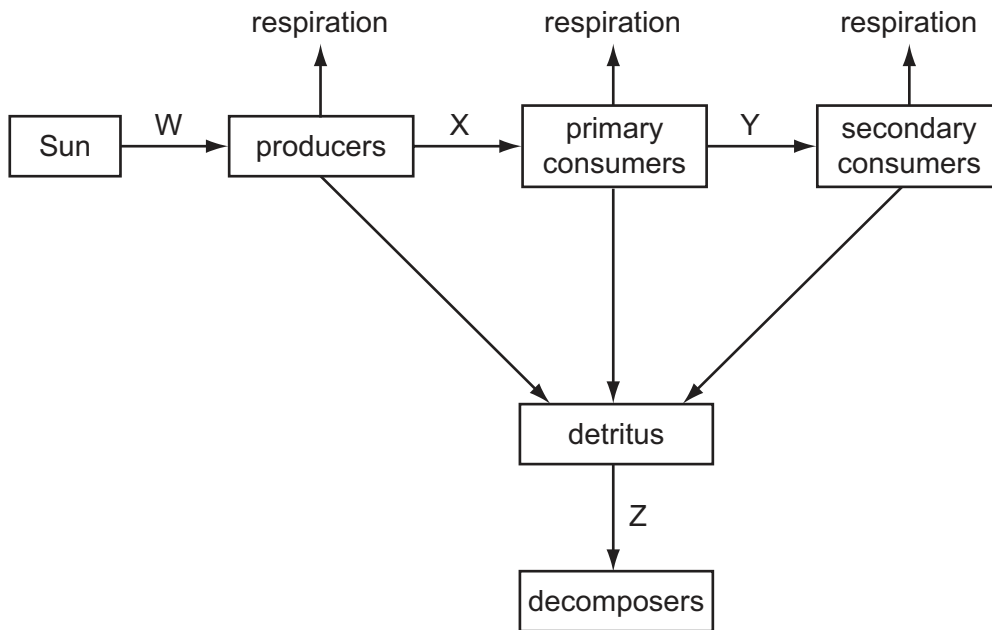 respiration
respiration
respiration
W
X
Y
Sun
producers
primary
consumers
secondary
consumers
detritus
Z
decomposers